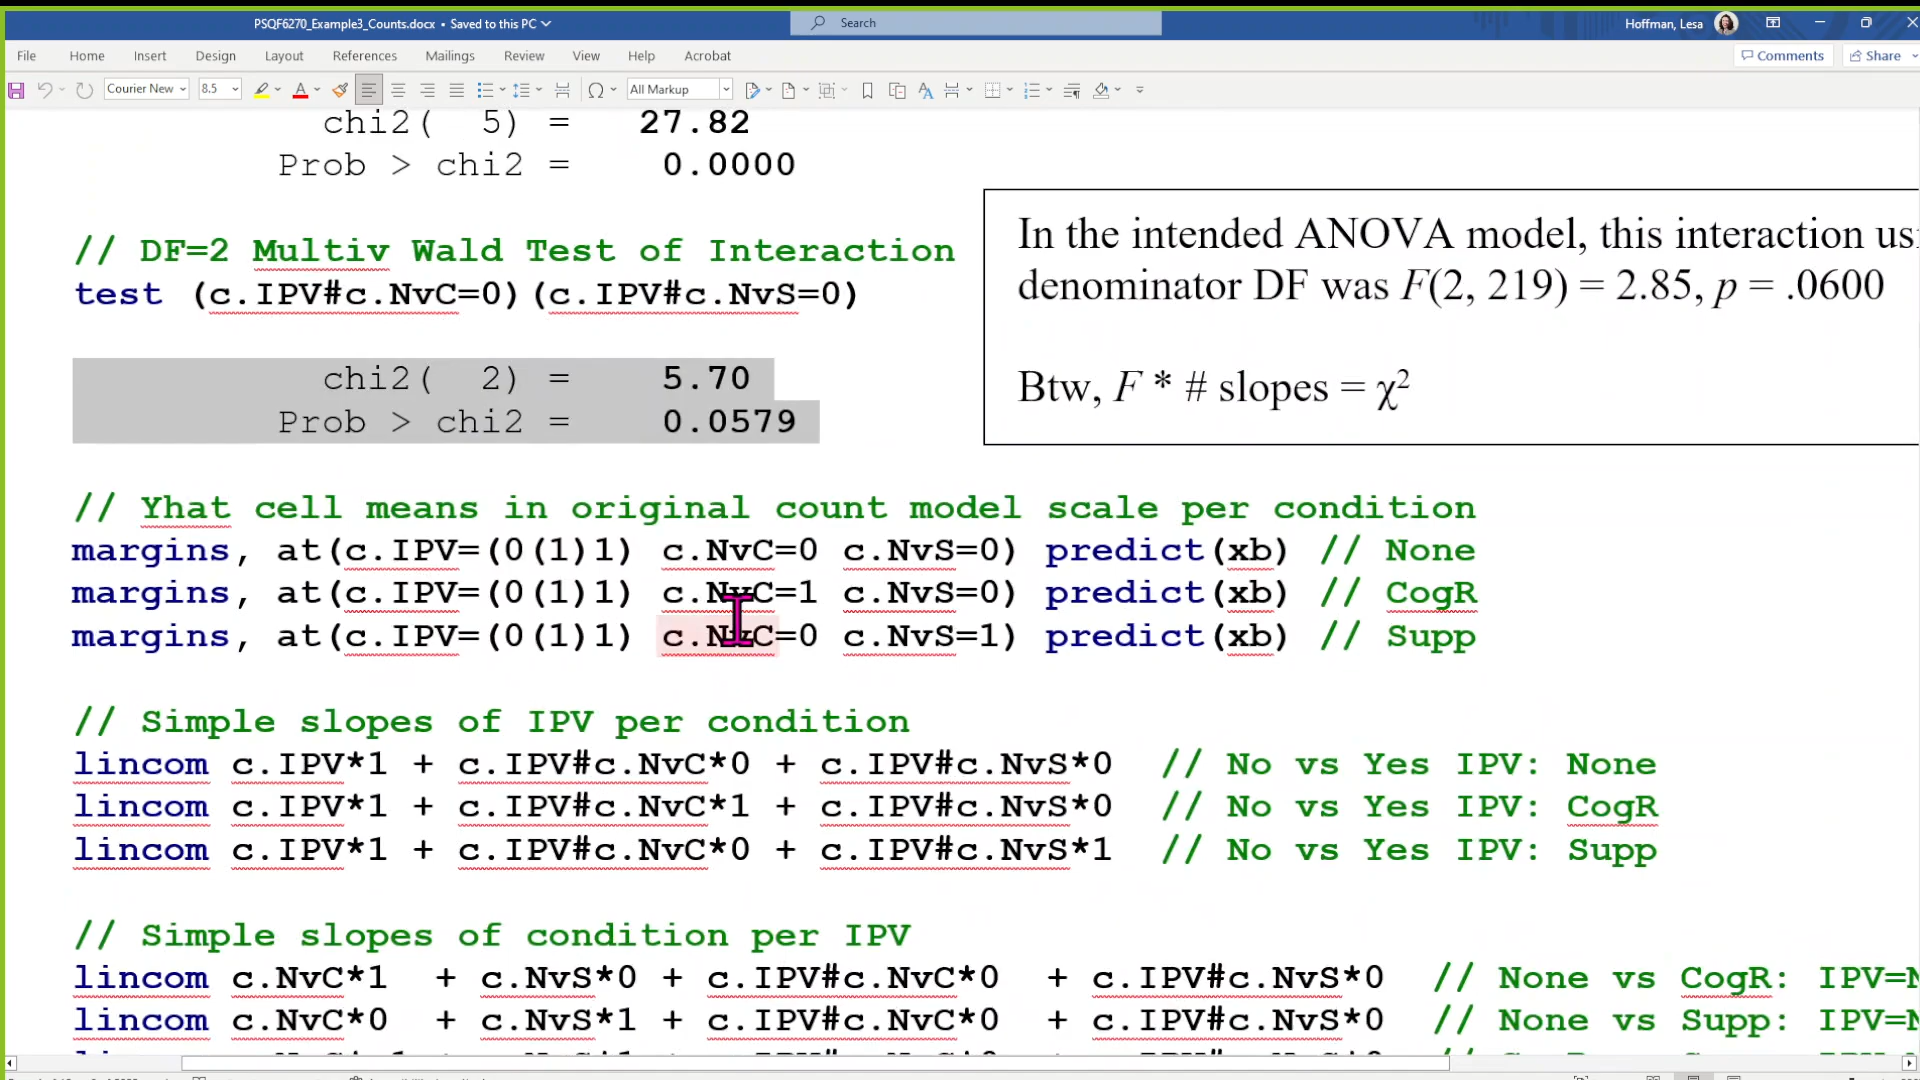 PSQF6270_Example3_Counts.docx • Saved to this PC
Search
Hoffman, Lesa
File Home Insert Design Layout References Mailings Review View Help Acrobat
Comments Share
Courier New 8.5 All Markup
chi2( 5) = 27.82
Prob > chi2 = 0.0000
// DF=2 Multiv Wald Test of Interaction
test (c.IPV#c.NvC=0)(c.IPV#c.NvS=0)
chi2( 2) = 5.70
Prob > chi2 = 0.0579
In the intended ANOVA model, this interaction
denominator DF was F(2, 219) = 2.85, p = .0600
Btw, F * # slopes = χ²
// Yhat cell means in original count model scale per condition
margins, at(c.IPV=(0(1)1) c.NvC=0 c.NvS=0) predict(xb) // None
margins, at(c.IPV=(0(1)1) c.NvC=1 c.NvS=0) predict(xb) // CogR
margins, at(c.IPV=(0(1)1) c.NvC=0 c.NvS=1) predict(xb) // Supp
// Simple slopes of IPV per condition
lincom c.IPV*1 + c.IPV#c.NvC*0 + c.IPV#c.NvS*0 // No vs Yes IPV: None
lincom c.IPV*1 + c.IPV#c.NvC*1 + c.IPV#c.NvS*0 // No vs Yes IPV: CogR
lincom c.IPV*1 + c.IPV#c.NvC*0 + c.IPV#c.NvS*1 // No vs Yes IPV: Supp
// Simple slopes of condition per IPV
lincom c.NvC*1 + c.NvS*0 + c.IPV#c.NvC*0 + c.IPV#c.NvS*0 // None vs CogR: IPV=
lincom c.NvC*0 + c.NvS*1 + c.IPV#c.NvC*0 + c.IPV#c.NvS*0 // None vs Supp: IPV=